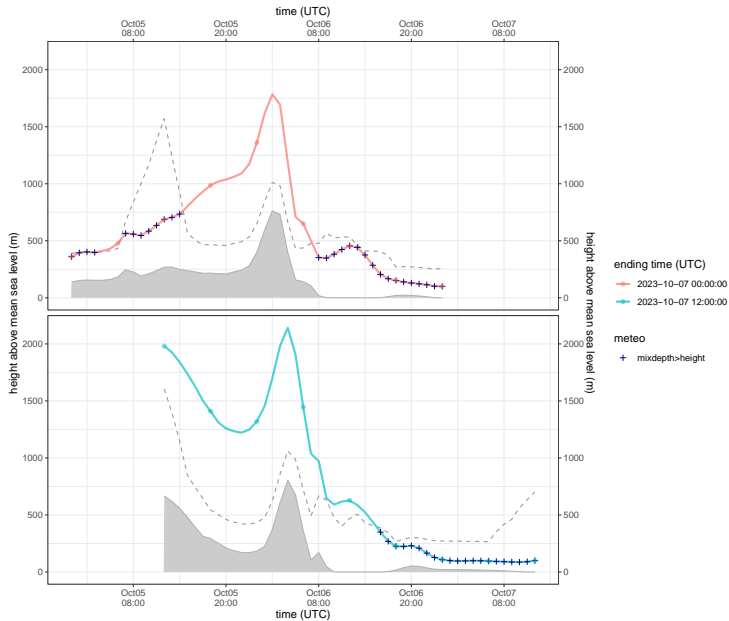 time (UTC)
Oct05 Oct05 Oct06 Oct06 Oct07
08:00 20:00 08:00 20:00 08:00
2000 2000
1500 1500
1000 1000
500 500
0 0
height above mean sea level (m)
height above mean sea level (m)
2000 2000
1500 1500
1000 1000
500 500
0 0
Oct05 Oct05 Oct06 Oct06 Oct07
08:00 20:00 08:00 20:00 08:00
time (UTC)
ending time (UTC)
2023−10−07 00:00:00
2023−10−07 12:00:00
meteo
mixdepth>height